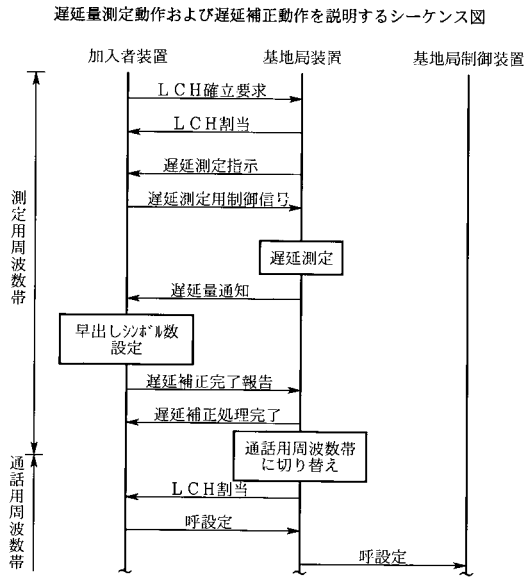 遅延量測定動作および遅延補正動作を説明するシーケンス図
加入者装置
基地局装置
基地局制御装置
LCH確立要求
LCH割当
遅延測定指示
遅延測定用制御信号
遅延測定
遅延量通知
早出しシンボル数
設定
遅延補正完了報告
遅延補正処理完了
通話用周波数帯
に切り替え
LCH割当
呼設定
呼設定
測定用周波数帯
通話用周波数帯